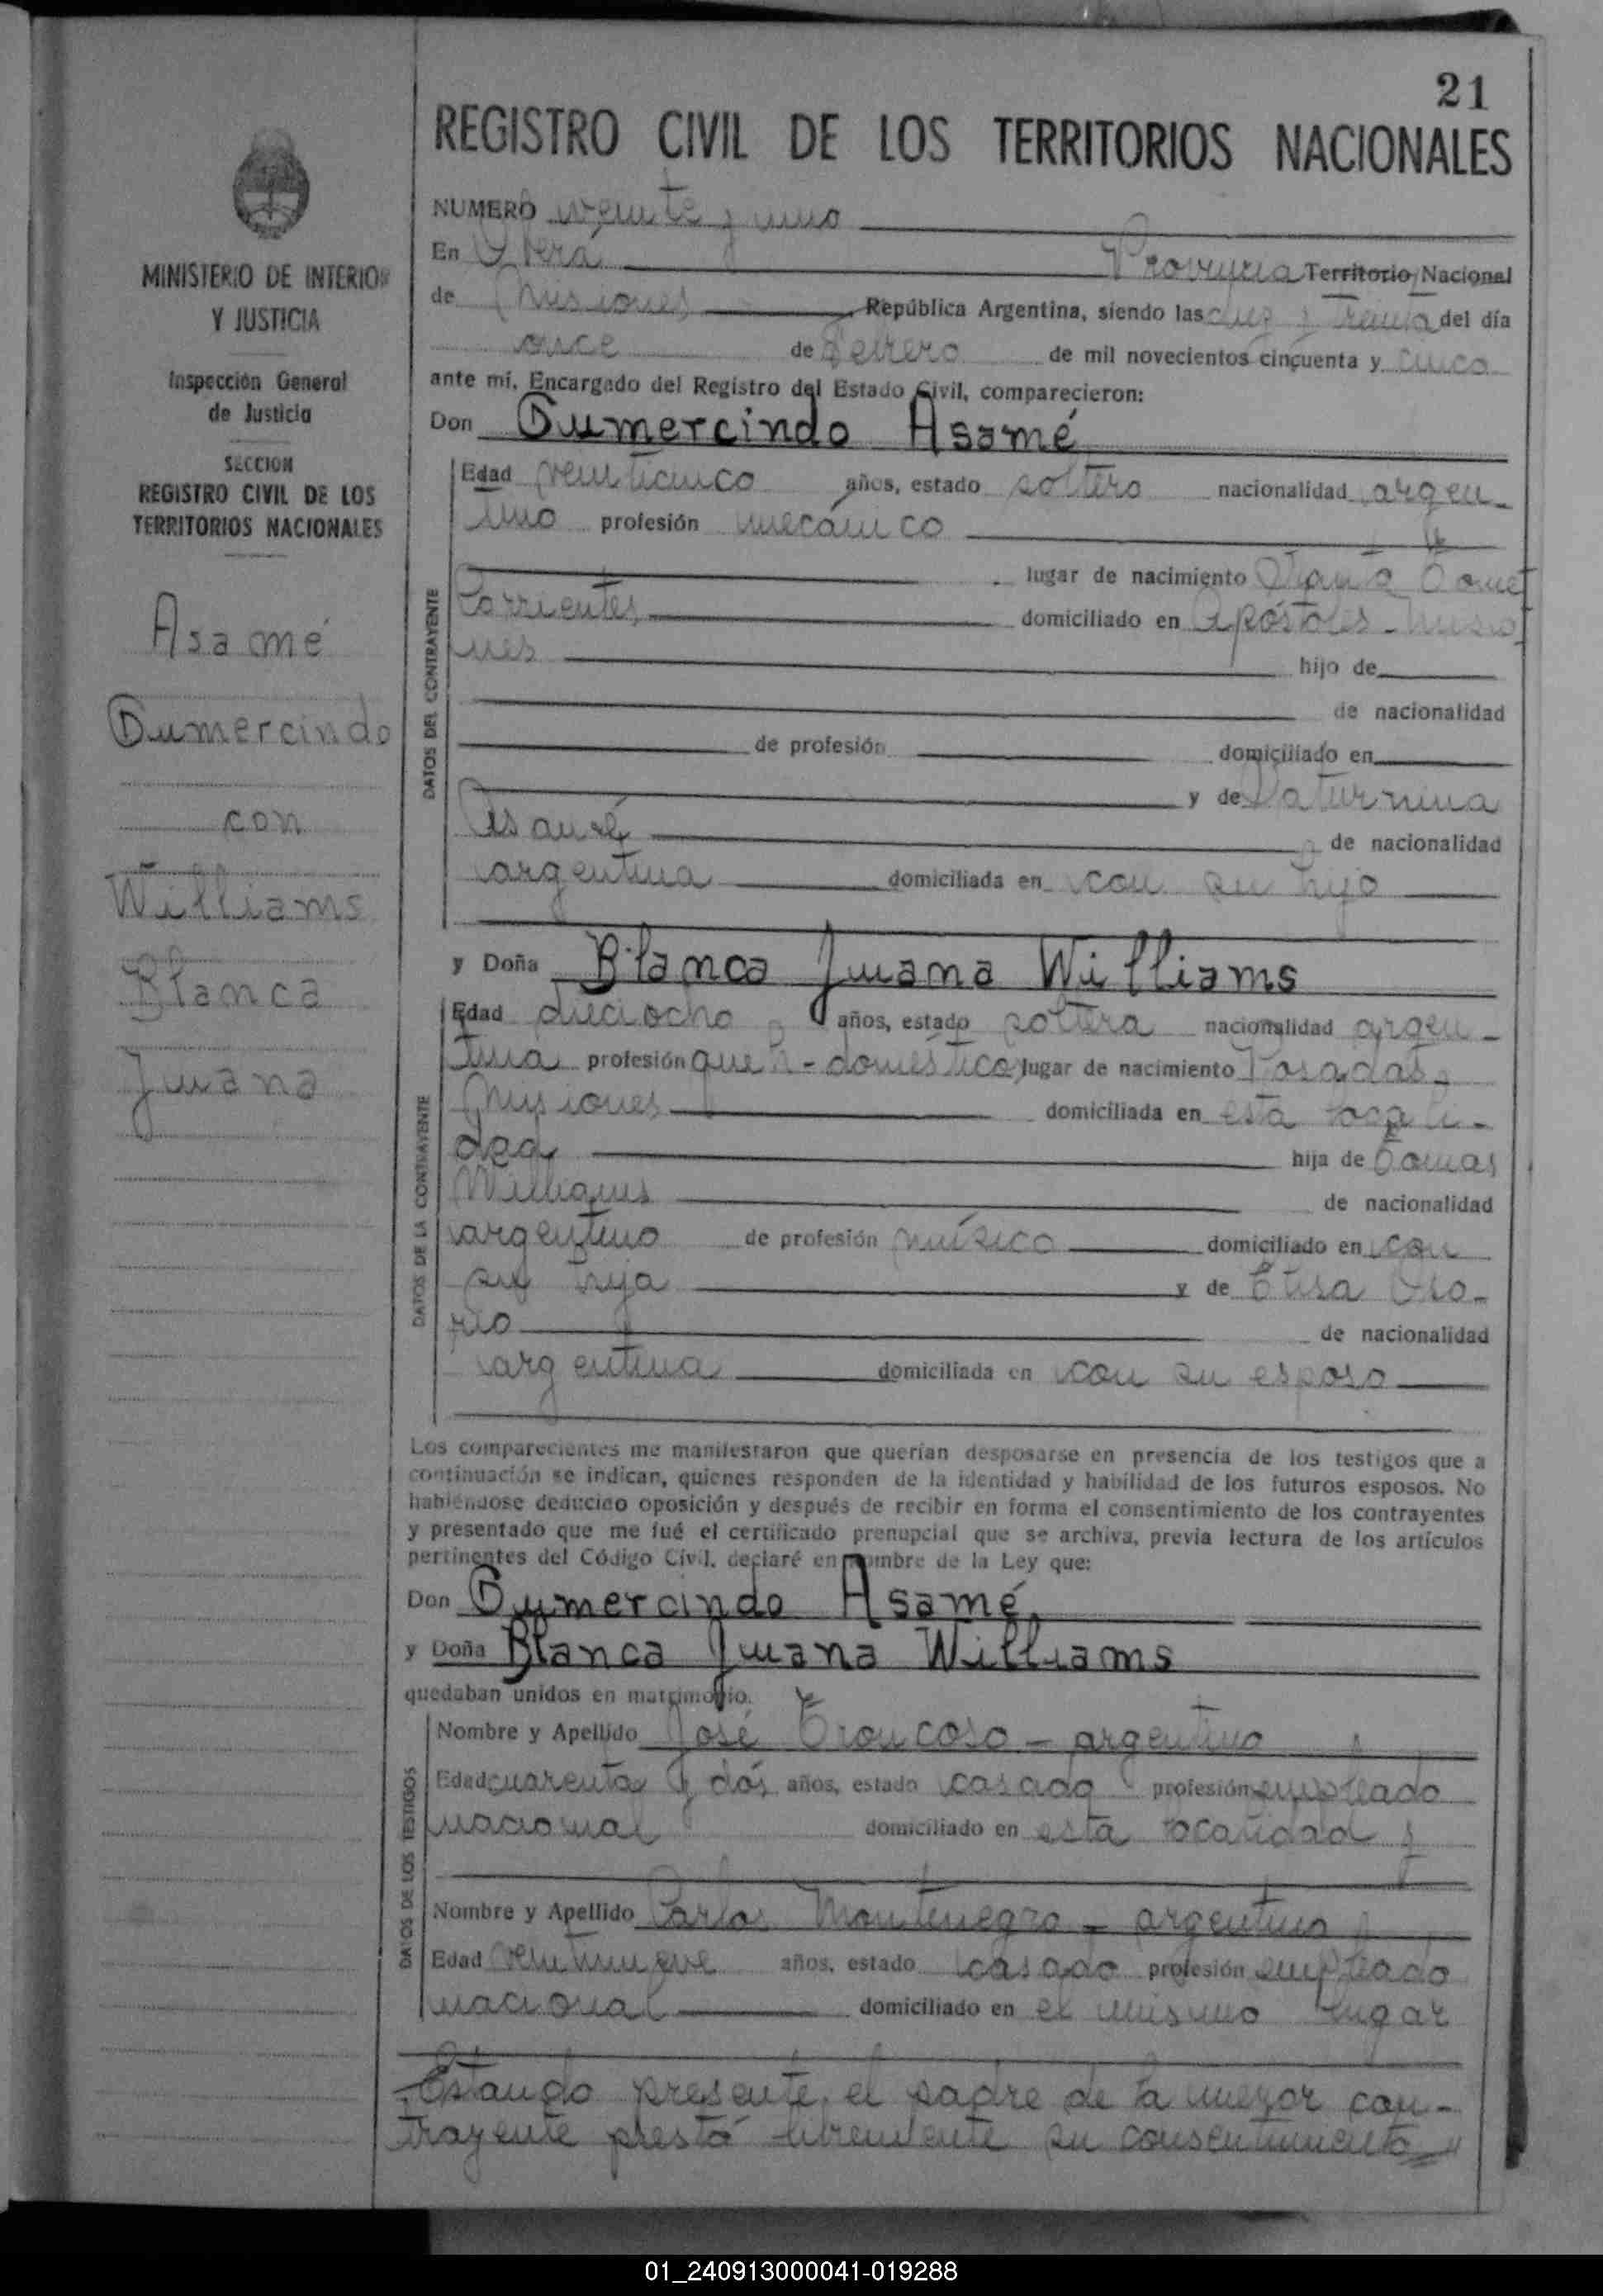 21
REGISTRO CIVIL DE LOS TERRITORIOS NACIONALES
MINISTERIO DE INTERIOR
Y JUSTICIA
Inspección General
de Justicia
SECCION
REGISTRO CIVIL DE LOS
TERRITORIOS NACIONALES
Asamé
Gumercindo
con
Williams
Blanca
Juana
NUMERO veinte y uno
En Oberá Provincia Territorio Nacional
de Misiones República Argentina, siendo las diez y treinta del día
once de febrero de mil novecientos cincuenta y cinco
ante mí, Encargado del Registro del Estado Civil, comparecieron:
Don Gumercindo Asamé
DATOS DEL CONTRAYENTE
Edad veinticinco años, estado soltero nacionalidad argen-
tino profesión mecánico
lugar de nacimiento Santo Tomé
Corrientes domiciliado en Apóstoles - Misio
nes hijo de
de nacionalidad
de profesión domiciliado en
y de Saturnina
Asamé de nacionalidad
argentina domiciliada en con su hijo
y Doña Blanca Juana Williams
DATOS DE LA CONTRAYENTE
Edad dieciocho años, estado soltera nacionalidad argen-
tina profesión queh-domésticos lugar de nacimiento Posadas-
Misiones domiciliada en esta locali-
dad hija de Tomas
Williams de nacionalidad
argentino de profesión músico domiciliado en con
su hija y de Elisa Oso-
rio de nacionalidad
argentina domiciliada en con su esposo
Los comparecientes me manifestaron que querían desposarse en presencia de los testigos que a
continuación se indican, quienes responden de la identidad y habilidad de los futuros esposos. No
habiéndose deducido oposición y después de recibir en forma el consentimiento de los contrayentes
y presentado que me fué el certificado prenupcial que se archiva, previa lectura de los artículos
pertinentes del Código Civil, declaré en nombre de la Ley que:
Don Gumercindo Asamé
y Doña Blanca Juana Williams
quedaban unidos en matrimonio.
DATOS DE LOS TESTIGOS
Nombre y Apellido José Troncoso - argentino
Edad cuarenta y dós años, estado casado profesión empleado
nacional domiciliado en esta localidad y
Nombre y Apellido Carlos Montenegro - argentino
Edad veintinueve años, estado casado profesión empleado
nacional domiciliado en el mismo lugar
Estando presente el padre de la menor con-
trayente prestó libremente su consentimiento
01_240913000041-019288